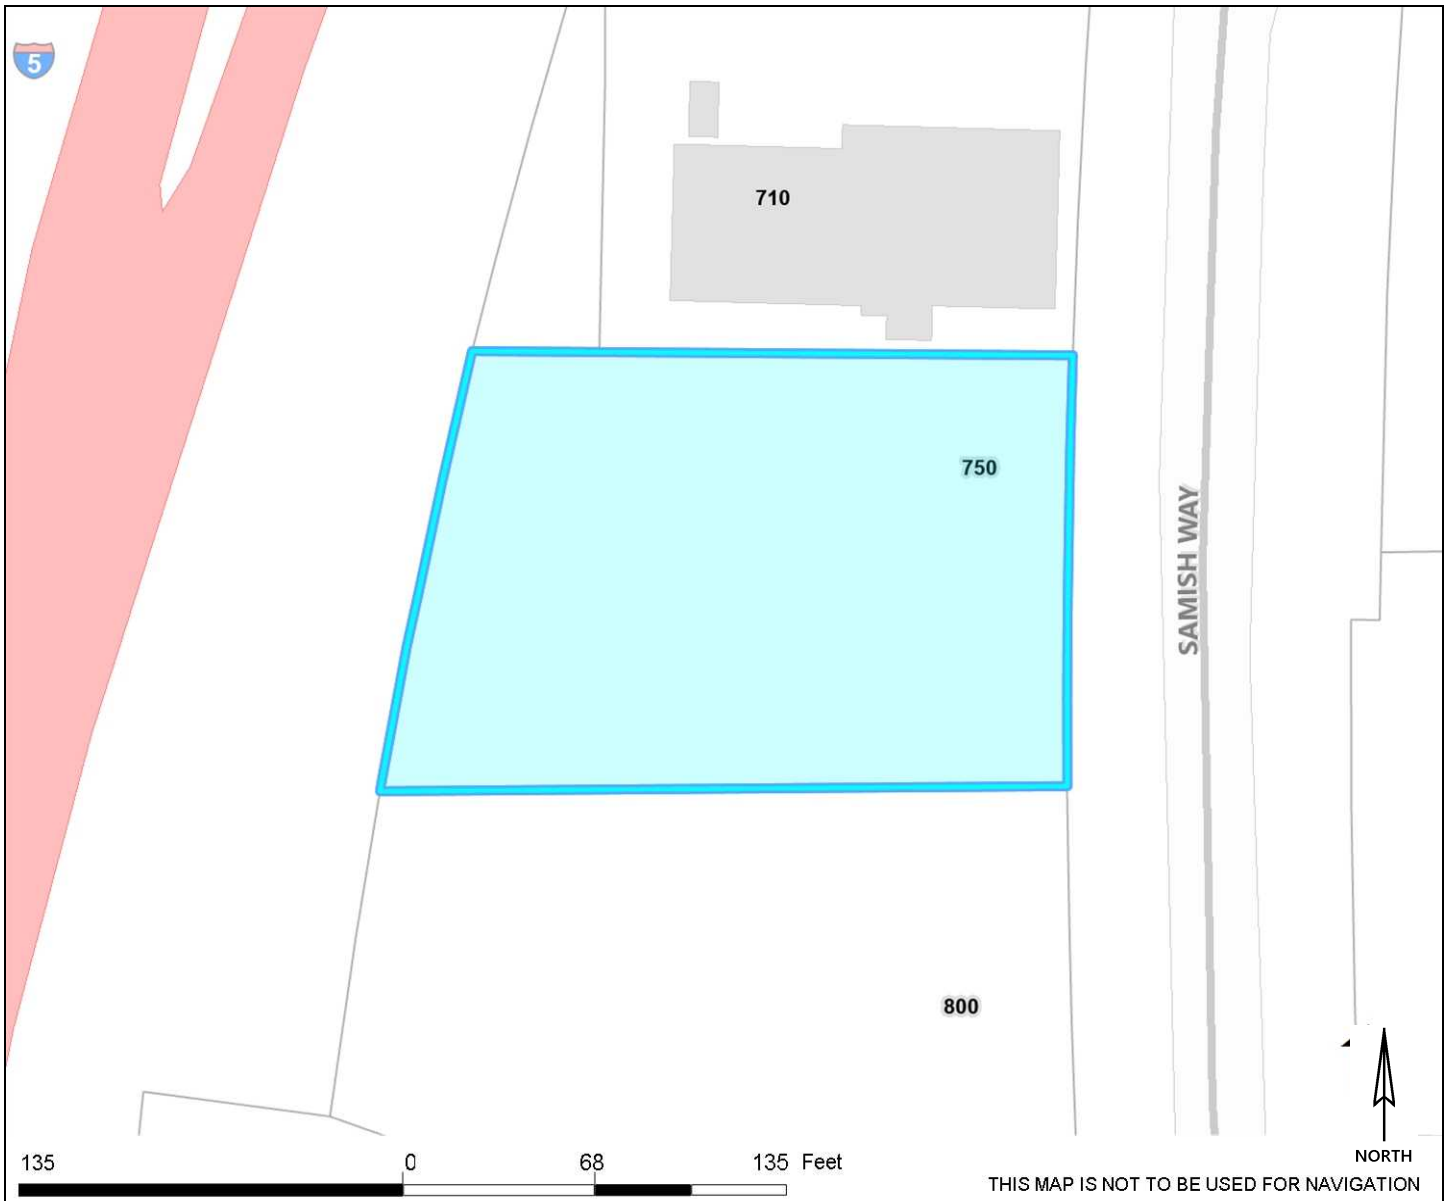 5
710
750
SAMISH WAY
800
135 0 68 135 Feet
NORTH
THIS MAP IS NOT TO BE USED FOR NAVIGATION